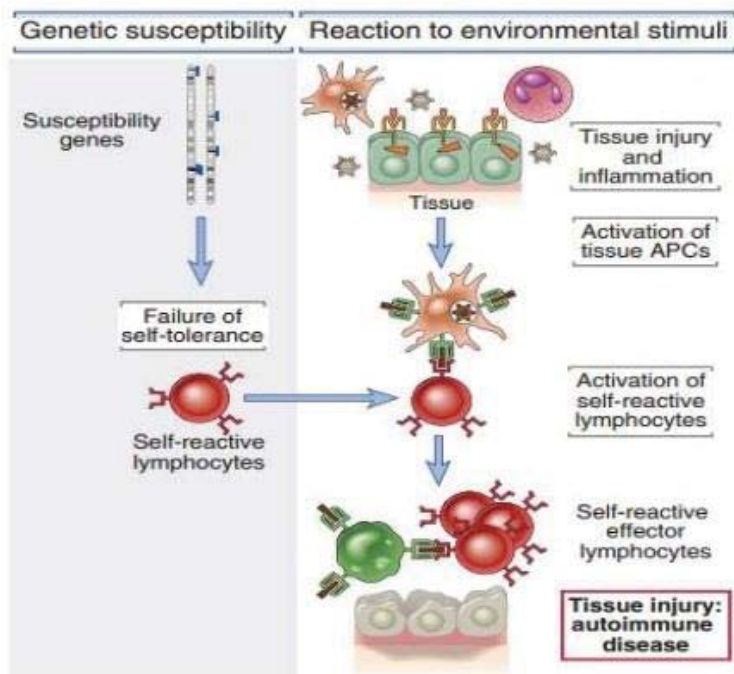 Genetic susceptibility
Reaction to environmental stimuli
Susceptibility
genes
Tissue injury
and
inflammation
Tissue
Activation of
tissue APCs
Failure of
self-tolerance
Activation of
self-reactive
lymphocytes
Self-reactive
lymphocytes
Self-reactive
effector
lymphocytes
Tissue injury:
autoimmune
disease